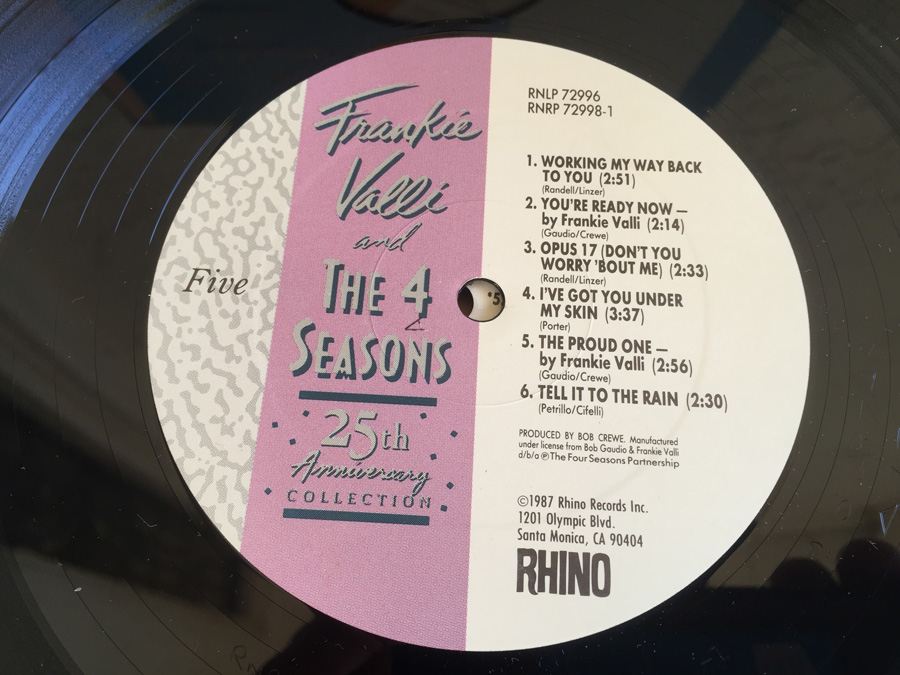 Five
Frankie
Valli
and
THE 4
SEASONS
25th
Anniversary
COLLECTION
RNLP 72996
RNRP 72998-1
1. WORKING MY WAY BACK
TO YOU (2:51)
(Randell/Linzer)
2. YOU'RE READY NOW —
by Frankie Valli (2:14)
(Gaudio/Crewe)
3. OPUS 17 (DON'T YOU
WORRY 'BOUT ME) (2:33)
(Randell/Linzer)
4. I'VE GOT YOU UNDER
MY SKIN (3:37)
(Porter)
5. THE PROUD ONE —
by Frankie Valli (2:56)
(Gaudio/Crewe)
6. TELL IT TO THE RAIN (2:30)
(Petrillo/Cifelli)
PRODUCED BY BOB CREWE. Manufactured
under license from Bob Gaudio & Frankie Valli
d/b/a ℗ The Four Seasons Partnership
©1987 Rhino Records Inc.
1201 Olympic Blvd.
Santa Monica, CA 90404
RHINO